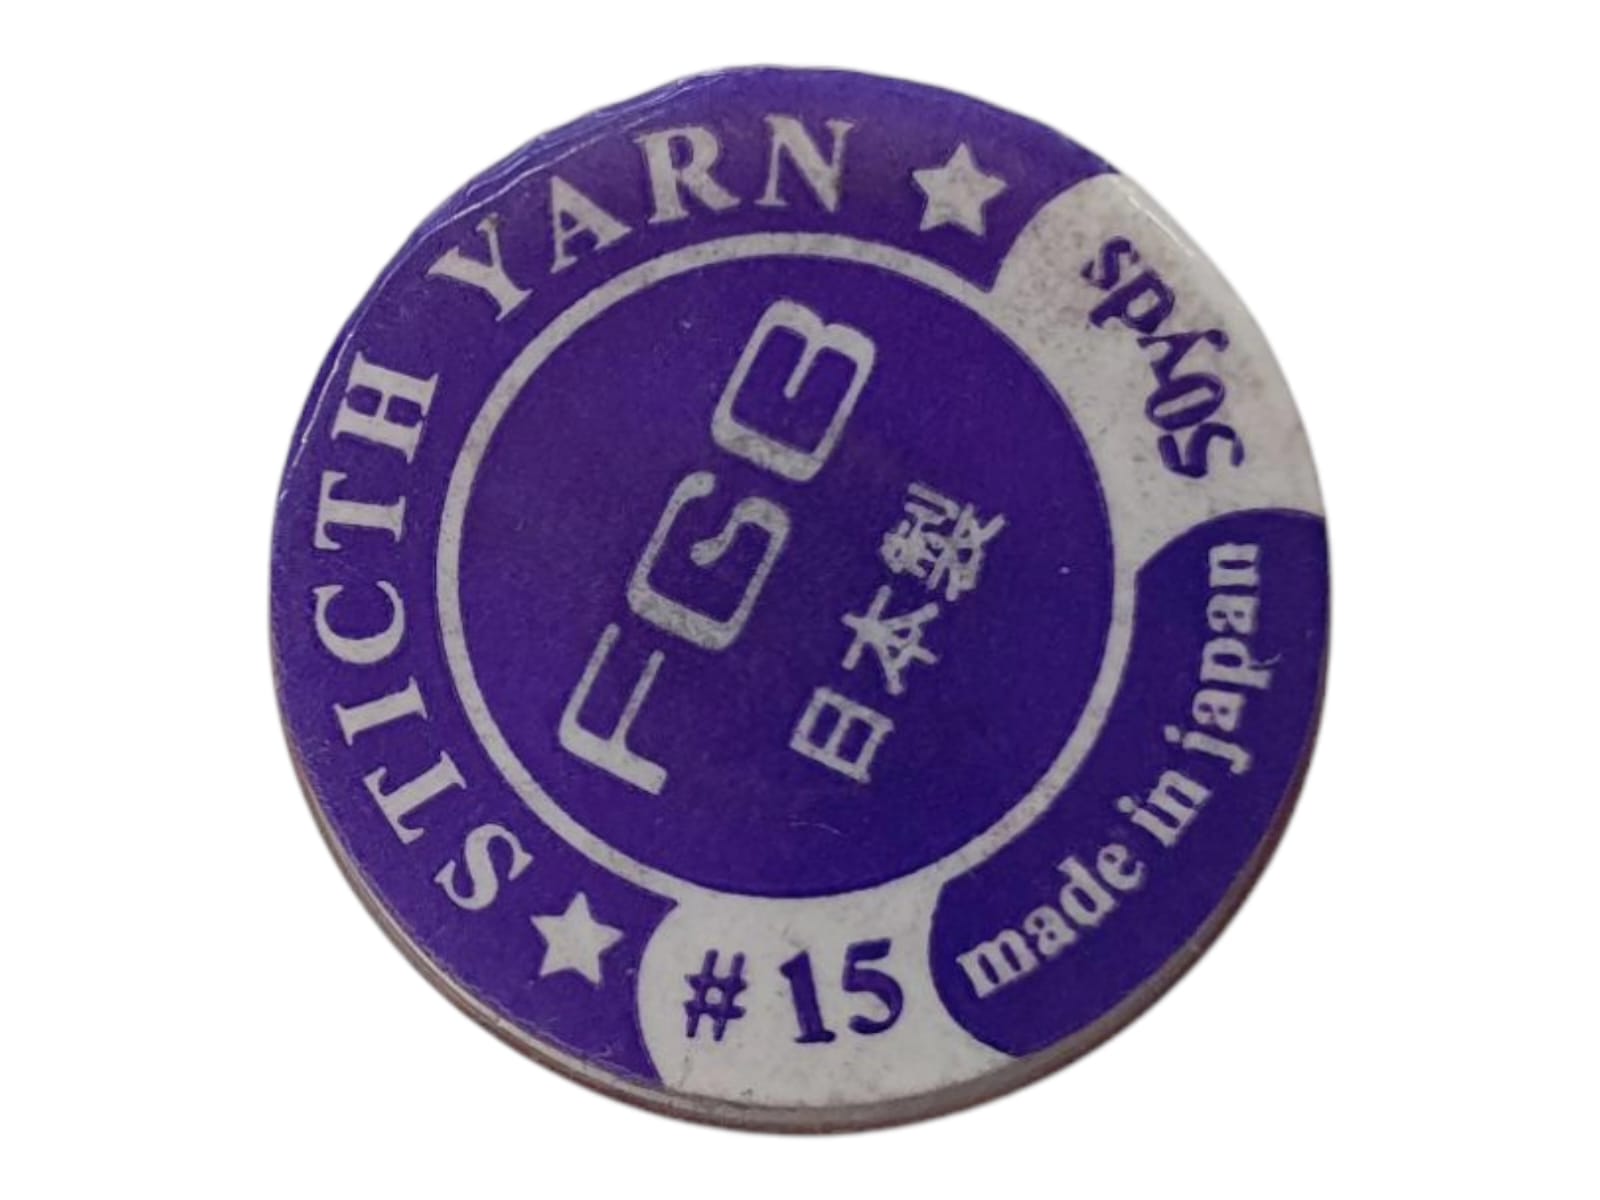 STICTH YARN
50yds
FGB
日本製
made in japan
#15